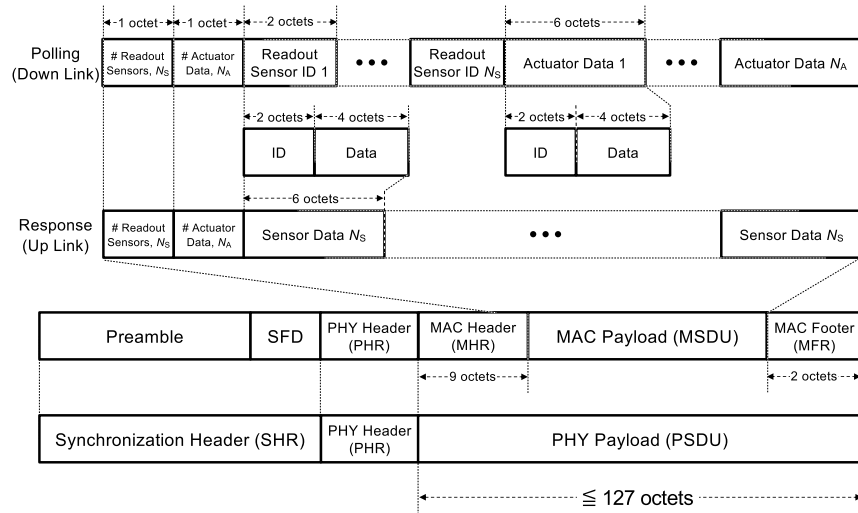 1 octet
1 octet
2 octets
6 octets
Polling
(Down Link)
# Readout
Sensors, NS
# Actuator
Data, NA
Readout
Sensor ID 1
•••
Readout
Sensor ID NS
Actuator Data 1
•••
Actuator Data NA
2 octets
4 octets
2 octets
4 octets
ID
Data
ID
Data
6 octets
Response
(Up Link)
# Readout
Sensors, NS
# Actuator
Data, NA
Sensor Data NS
•••
Sensor Data NS
Preamble
SFD
PHY Header
(PHR)
MAC Header
(MHR)
MAC Payload (MSDU)
MAC Footer
(MFR)
9 octets
2 octets
Synchronization Header (SHR)
PHY Header
(PHR)
PHY Payload (PSDU)
≦ 127 octets